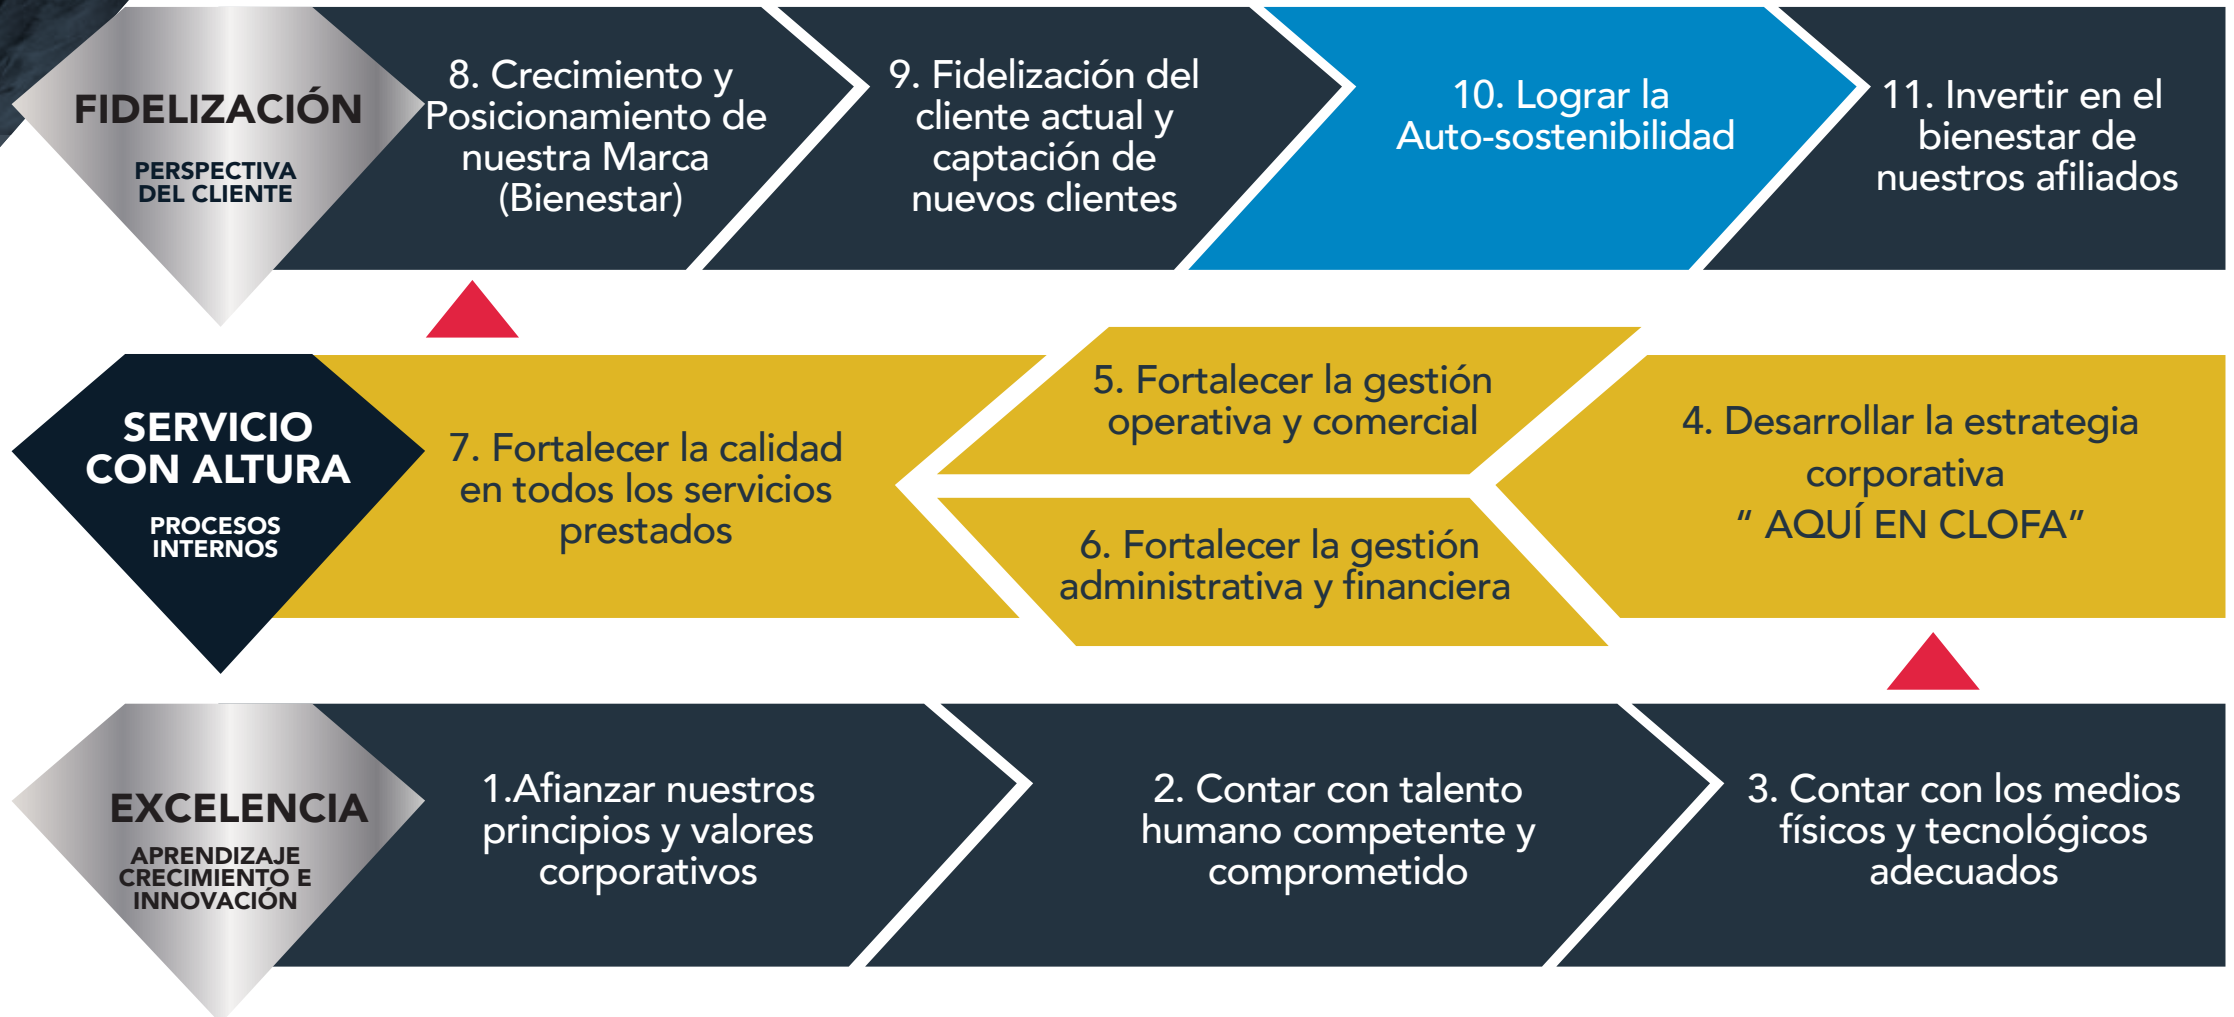 FIDELIZACIÓN
PERSPECTIVA
DEL CLIENTE
8. Crecimiento y
Posicionamiento de
nuestra Marca
(Bienestar)
9. Fidelización del
cliente actual y
captación de
nuevos clientes
10. Lograr la
Auto-sostenibilidad
11. Invertir en el
bienestar de
nuestros afiliados
SERVICIO
CON ALTURA
PROCESOS
INTERNOS
7. Fortalecer la calidad
en todos los servicios
prestados
5. Fortalecer la gestión
operativa y comercial
6. Fortalecer la gestión
administrativa y financiera
4. Desarrollar la estrategia
corporativa
“ AQUÍ EN CLOFA”
EXCELENCIA
APRENDIZAJE
CRECIMIENTO E
INNOVACIÓN
1.Afianzar nuestros
principios y valores
corporativos
2. Contar con talento
humano competente y
comprometido
3. Contar con los medios
físicos y tecnológicos
adecuados